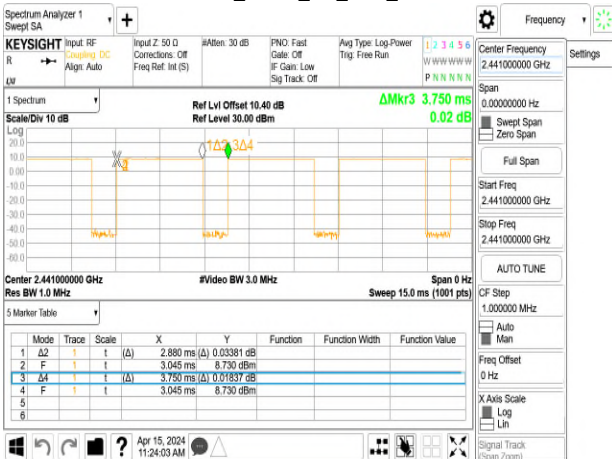 Spectrum Analyzer 1
Swept SA
+
KEYSIGHT
R
Input: RF
Coupling: DC
Align: Auto
Input Z: 50 Ω
Corrections: Off
Freq Ref: Int (S)
#Atten: 30 dB
PNO: Fast
Gate: Off
IF Gain: Low
Sig Track: Off
Avg Type: Log-Power
Trig: Free Run
1 2 3 4 5 6
W W W W W W
P N N N N N
1 Spectrum
Scale/Div 10 dB
Ref Lvl Offset 10.40 dB
Ref Level 30.00 dBm
ΔMkr3 3.750 ms
0.02 dB
Log
20.0
10.0
0.00
-10.0
-20.0
-30.0
-40.0
-50.0
-60.0
1Δ2 3Δ4
Center 2.441000000 GHz
#Video BW 3.0 MHz
Span 0 Hz
Res BW 1.0 MHz
Sweep 15.0 ms (1001 pts)
5 Marker Table
Mode Trace Scale X Y Function Function Width Function Value
1 Δ2 1 t (Δ) 2.880 ms (Δ) 0.03381 dB
2 F 1 t 3.045 ms 8.730 dBm
3 Δ4 1 t (Δ) 3.750 ms (Δ) 0.01837 dB
4 F 1 t 3.045 ms 8.730 dBm
5
6
?
Apr 15, 2024
11:24:03 AM
Frequency
Settings
Center Frequency
2.441000000 GHz
Span
0.00000000 Hz
Swept Span
Zero Span
Full Span
Start Freq
2.441000000 GHz
Stop Freq
2.441000000 GHz
AUTO TUNE
CF Step
1.000000 MHz
Auto
Man
Freq Offset
0 Hz
X Axis Scale
Log
Lin
Signal Track
(Span Zoom)